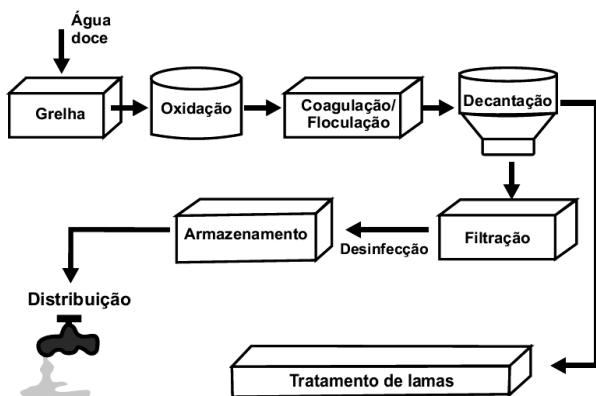 Água
doce
Grelha
Oxidação
Coagulação/
Floculação
Decantação
Armazenamento
Desinfecção
Filtração
Distribuição
Tratamento de lamas